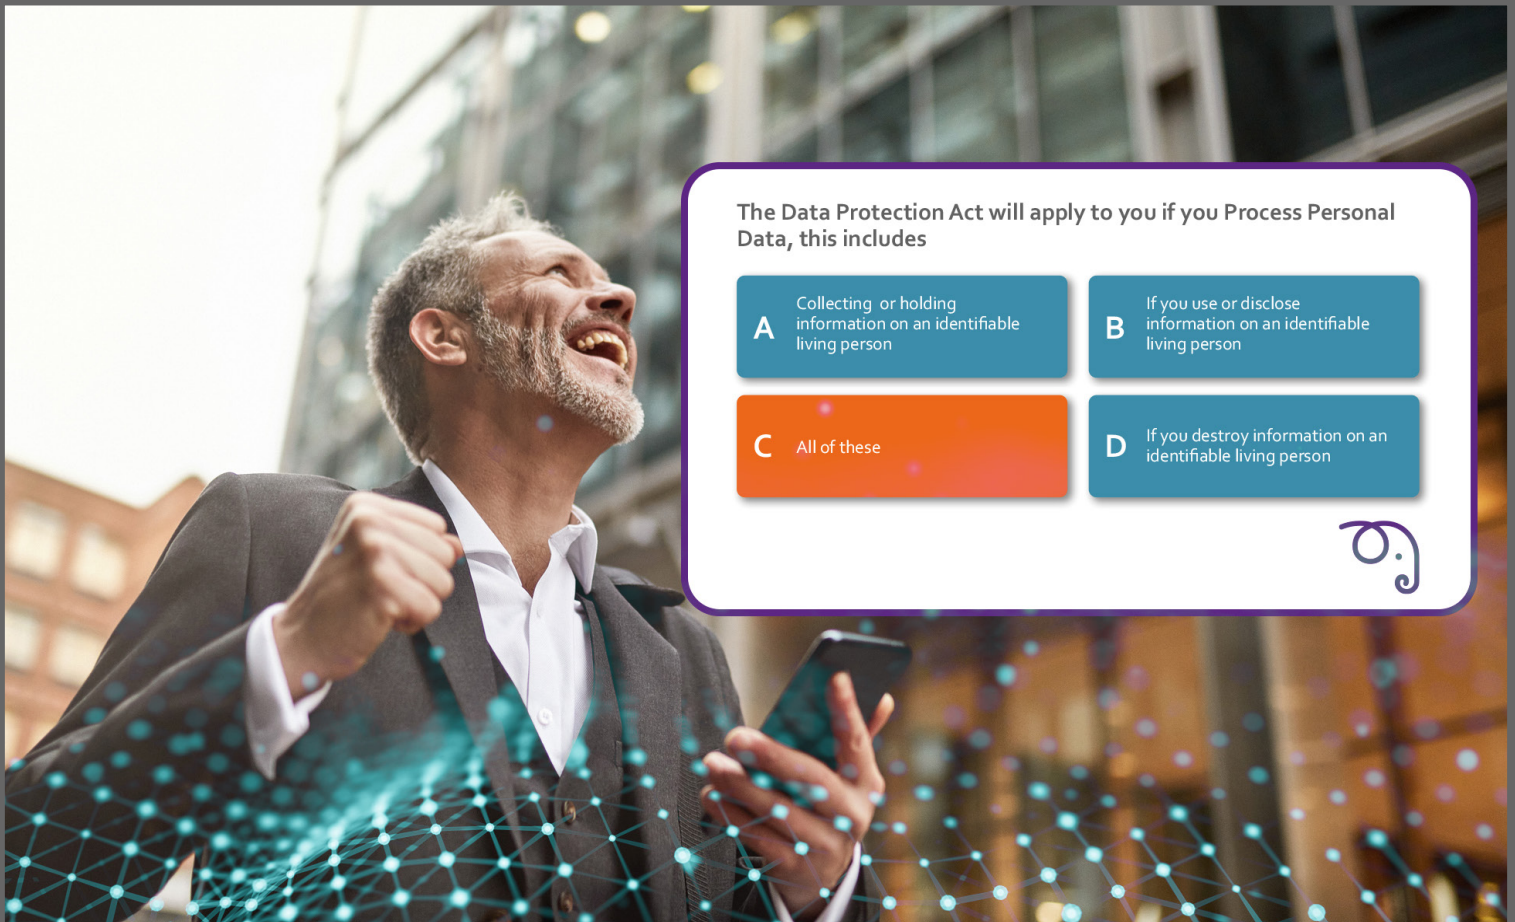 The Data Protection Act will apply to you if you Process Personal
Data, this includes
A
Collecting or holding
information on an identifiable
living person
B
If you use or disclose
information on an identifiable
living person
C
All of these
D
If you destroy information on an
identifiable living person